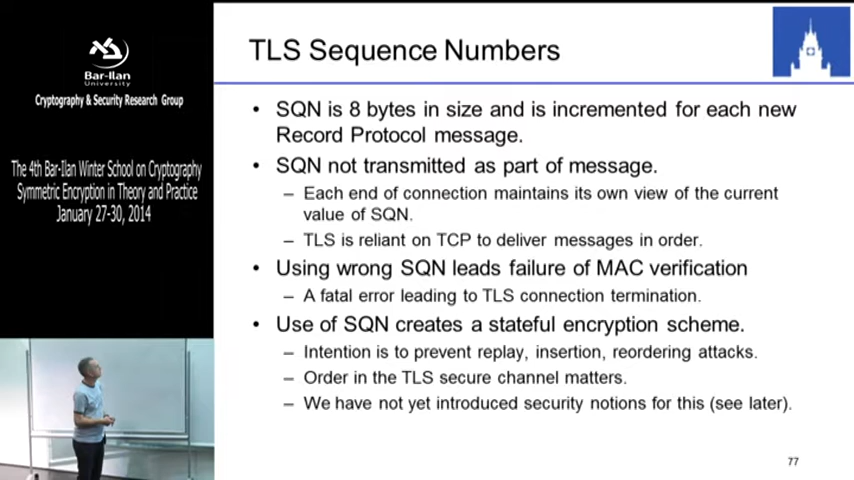 Bar-Ilan
University
Cryptography & Security Research Group
The 4th Bar-Ilan Winter School on Cryptography
Symmetric Encryption in Theory and Practice
January 27-30, 2014
TLS Sequence Numbers
• SQN is 8 bytes in size and is incremented for each new
Record Protocol message.
• SQN not transmitted as part of message.
– Each end of connection maintains its own view of the current
value of SQN.
– TLS is reliant on TCP to deliver messages in order.
• Using wrong SQN leads failure of MAC verification
– A fatal error leading to TLS connection termination.
• Use of SQN creates a stateful encryption scheme.
– Intention is to prevent replay, insertion, reordering attacks.
– Order in the TLS secure channel matters.
– We have not yet introduced security notions for this (see later).
77